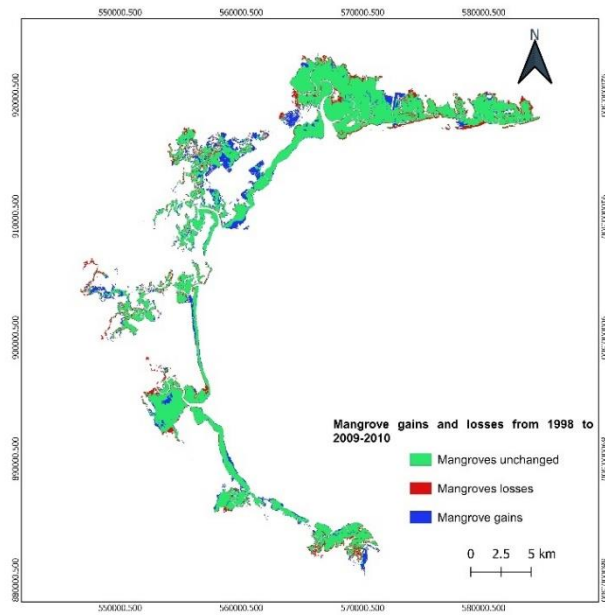 550000.500 560000.500 570000.500 580000.500
N
920000.500
910000.500
900000.500
890000.500
880000.500
Mangrove gains and losses from 1998 to
2009-2010
Mangroves unchanged
Mangroves losses
Mangrove gains
0 2.5 5 km
550000.500 560000.500 570000.500 580000.500